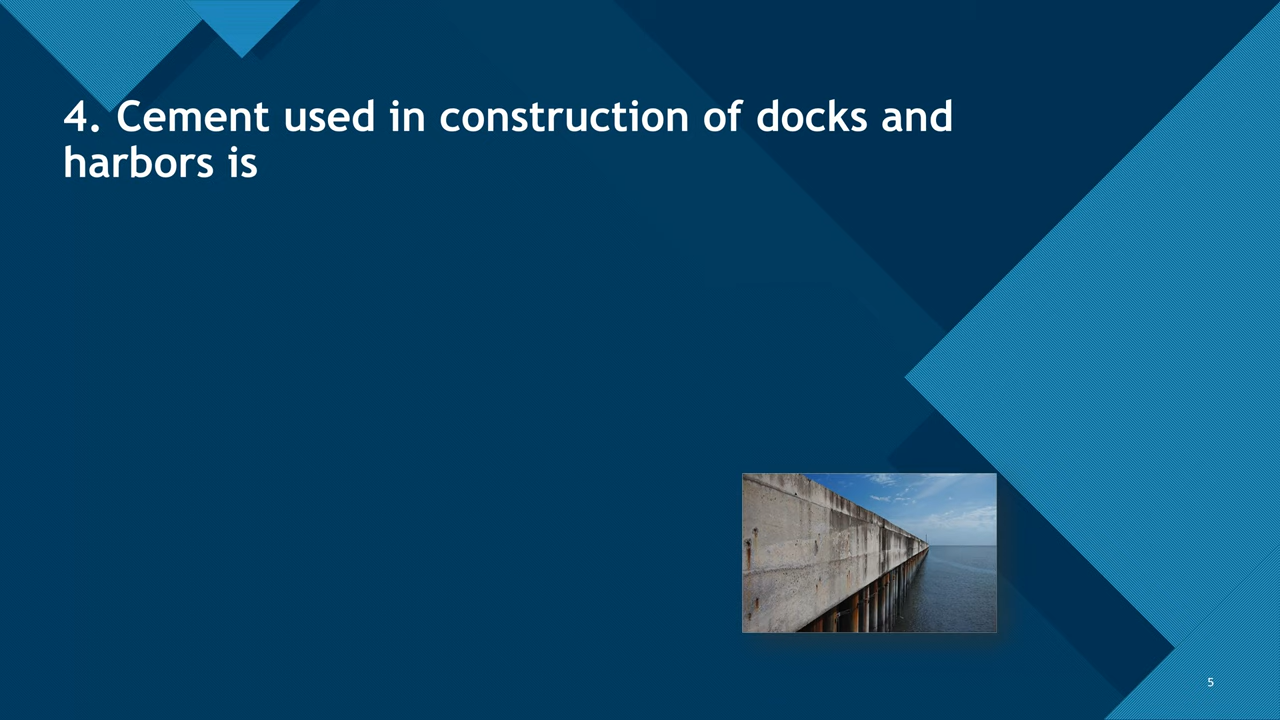 4. Cement used in construction of docks and
harbors is
5